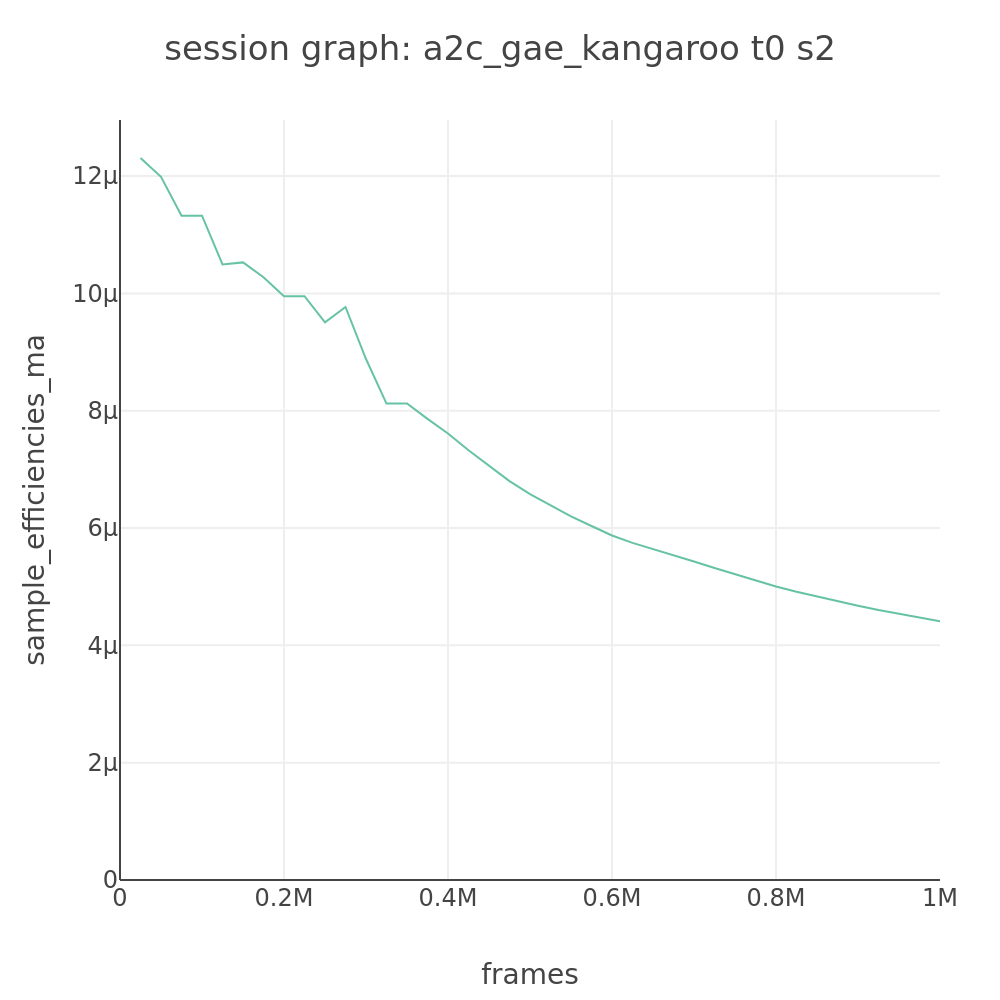 session graph: a2c_gae_kangaroo t0 s2
sample_efficiencies_ma
12μ
10μ
8μ
6μ
4μ
2μ
0
0 0.2M 0.4M 0.6M 0.8M 1M
frames